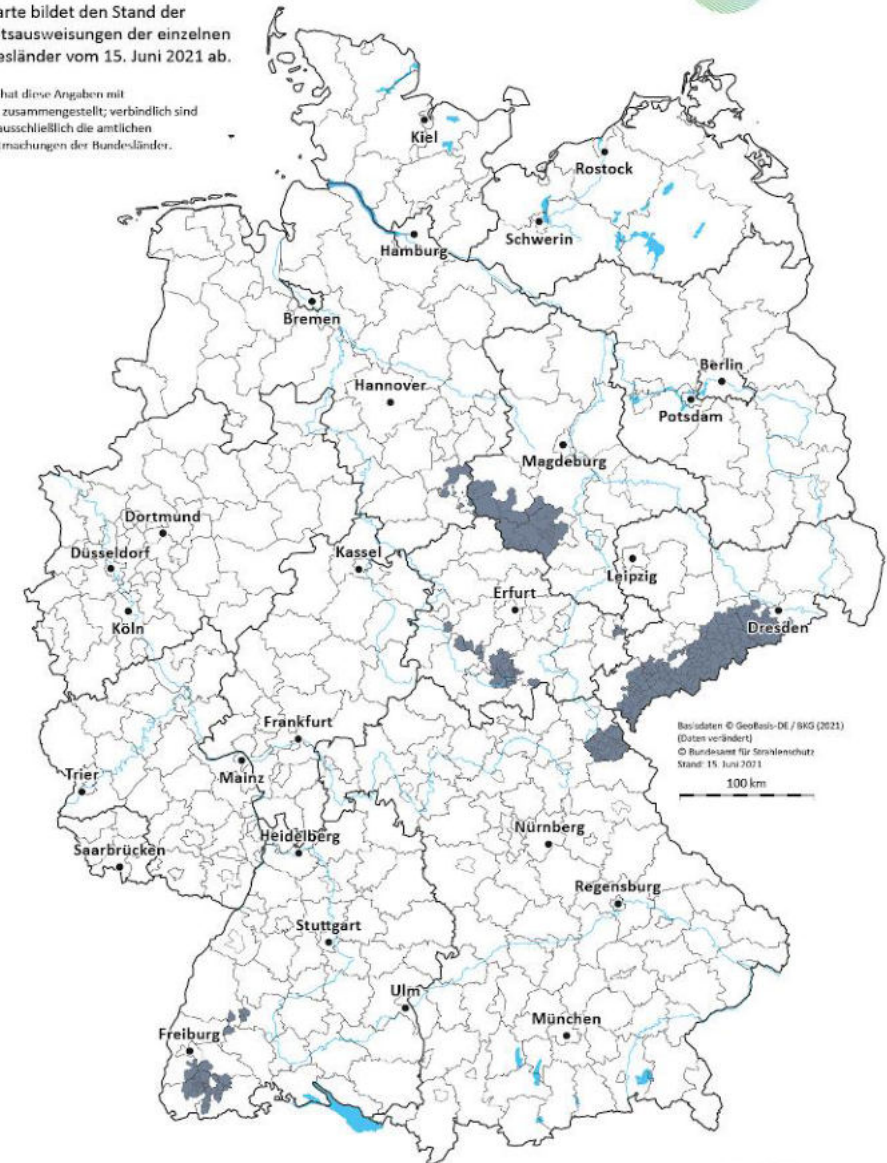 arte bildet den Stand der
tsausweisungen der einzelnen
esländer vom 15. Juni 2021 ab.
hat diese Angaben mit
zusammengestellt; verbindlich sind
ausschließlich die amtlichen
machungen der Bundesländer.
Kiel
Rostock
Schwerin
Hamburg
Bremen
Berlin
Hannover
Potsdam
Magdeburg
Dortmund
Düsseldorf
Kassel
Leipzig
Erfurt
Köln
Dresden
Frankfurt
Basisdaten © GeoBasis-DE / BKG (2021)
(Daten verändert)
© Bundesamt für Strahlenschutz
Stand: 15. Juni 2021
100 km
Trier
Mainz
Nürnberg
Heidelberg
Saarbrücken
Regensburg
Stuttgart
Ulm
München
Freiburg